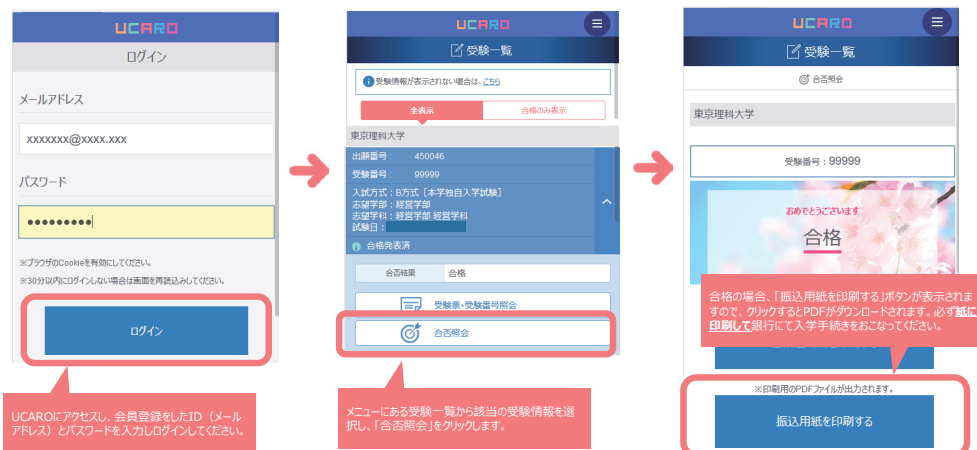 UCARO
ログイン
メールアドレス
xxxxxxx@xxxx.xxx
パスワード
●●●●●●●●●
※ブラウザのCookieを有効にしてください。
※30分以内にログインしない場合は画面を再読込みしてください。
ログイン
UCAROにアクセスし、会員登録をしたID（メール
アドレス）とパスワードを入力しログインしてください。
UCARO
受験一覧
受験情報が表示されない場合は、こちら
全表示 合格のみ表示
東京理科大学
出願番号： 450046
受験番号： 99999
入試方式：B方式［本学独自入学試験］
志望学部：経営学部
志望学科：経営学部 経営学科
試験日：
合格発表済
合否結果 合格
受験票・受験番号照会
合否照会
メニューにある受験一覧から該当の受験情報を選
択し、「合否照会」をクリックします。
UCARO
受験一覧
合否照会
東京理科大学
受験番号：99999
おめでとうございます
合格
合格の場合、「振込用紙を印刷する」ボタンが表示されま
すので、クリックするとPDFがダウンロードされます。必ず紙に
印刷して銀行にて入学手続きをおこなってください。
※印刷用のPDFファイルが出力されます。
振込用紙を印刷する